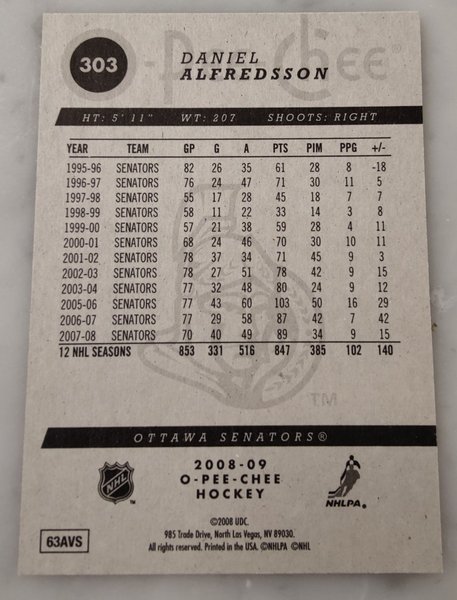 O-PEE-CHEE®
303
DANIEL
ALFREDSSON
HT: 5' 11" WT: 207 SHOOTS: RIGHT
YEAR TEAM GP G A PTS PIM PPG +/-
1995-96 SENATORS 82 26 35 61 28 8 -18
1996-97 SENATORS 76 24 47 71 30 11 5
1997-98 SENATORS 55 17 28 45 18 7 7
1998-99 SENATORS 58 11 22 33 14 3 8
1999-00 SENATORS 57 21 38 59 28 4 11
2000-01 SENATORS 68 24 46 70 30 10 11
2001-02 SENATORS 78 37 34 71 45 9 3
2002-03 SENATORS 78 27 51 78 42 9 15
2003-04 SENATORS 77 32 48 80 24 9 12
2005-06 SENATORS 77 43 60 103 50 16 29
2006-07 SENATORS 77 29 58 87 42 7 42
2007-08 SENATORS 70 40 49 89 34 9 15
12 NHL SEASONS 853 331 516 847 385 102 140
MT
OTTAWA SENATORS®
NHL
2008-09
O-PEE-CHEE
HOCKEY
NHLPA®
©2008 UDC.
985 Trade Drive, North Las Vegas, NV 89030.
All rights reserved. Printed in the USA. ©NHLPA ©NHL
63AVS